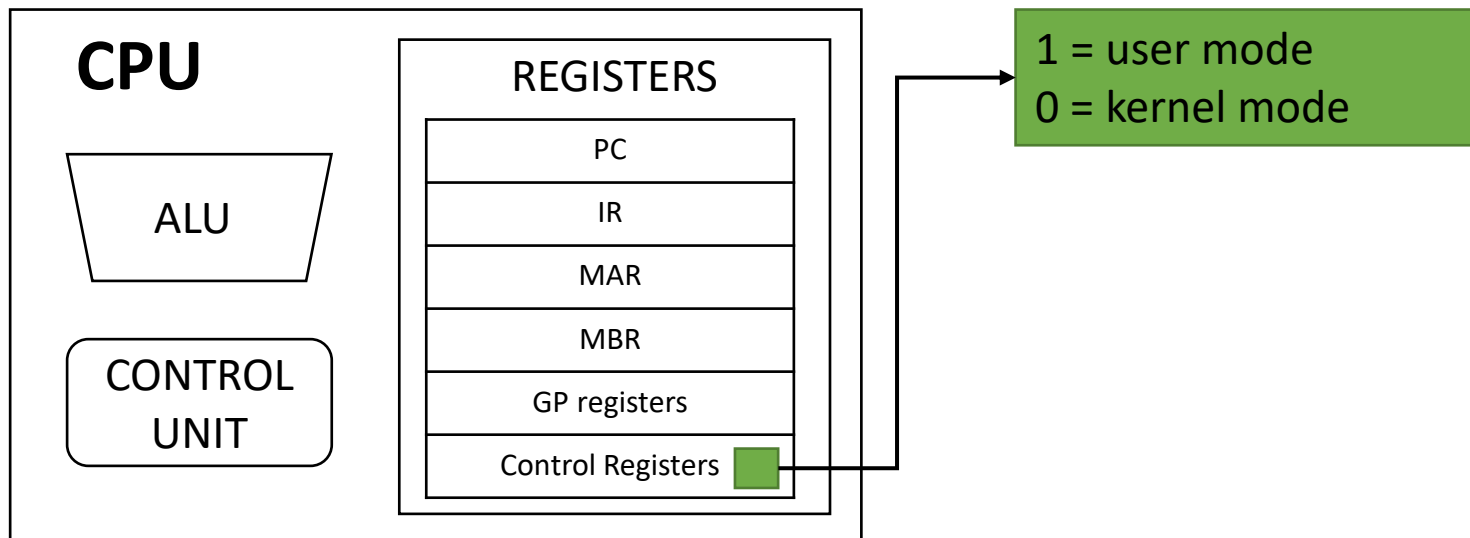 CPU
ALU
CONTROL
UNIT
REGISTERS
PC
IR
MAR
MBR
GP registers
Control Registers
1 = user mode
0 = kernel mode